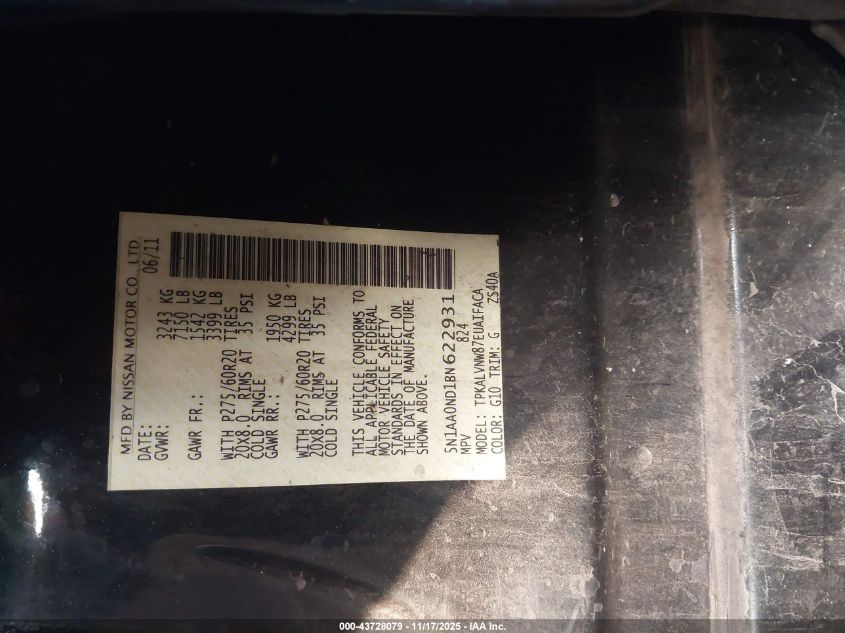 MFD BY NISSAN MOTOR CO., LTD
DATE: 06/11
GVWR: 3243 KG
7150 LB
GAWR FR.: 1542 KG
3399 LB
WITH P275/60R20 TIRES
20X8.0 RIMS AT 35 PSI
COLD SINGLE
GAWR RR.: 1950 KG
4299 LB
WITH P275/60R20 TIRES
20X8.0 RIMS AT 35 PSI
COLD SINGLE
THIS VEHICLE CONFORMS TO
ALL APPLICABLE FEDERAL
MOTOR VEHICLE SAFETY
STANDARDS IN EFFECT ON
THE DATE OF MANUFACTURE
SHOWN ABOVE.
5N1AA0ND1BN622931
MPV 824
MODEL: TPKALVNW87EUAIFACA
COLOR: G10 TRIM: G ZS40A
000-43728079 - 11/17/2025 - IAA Inc.